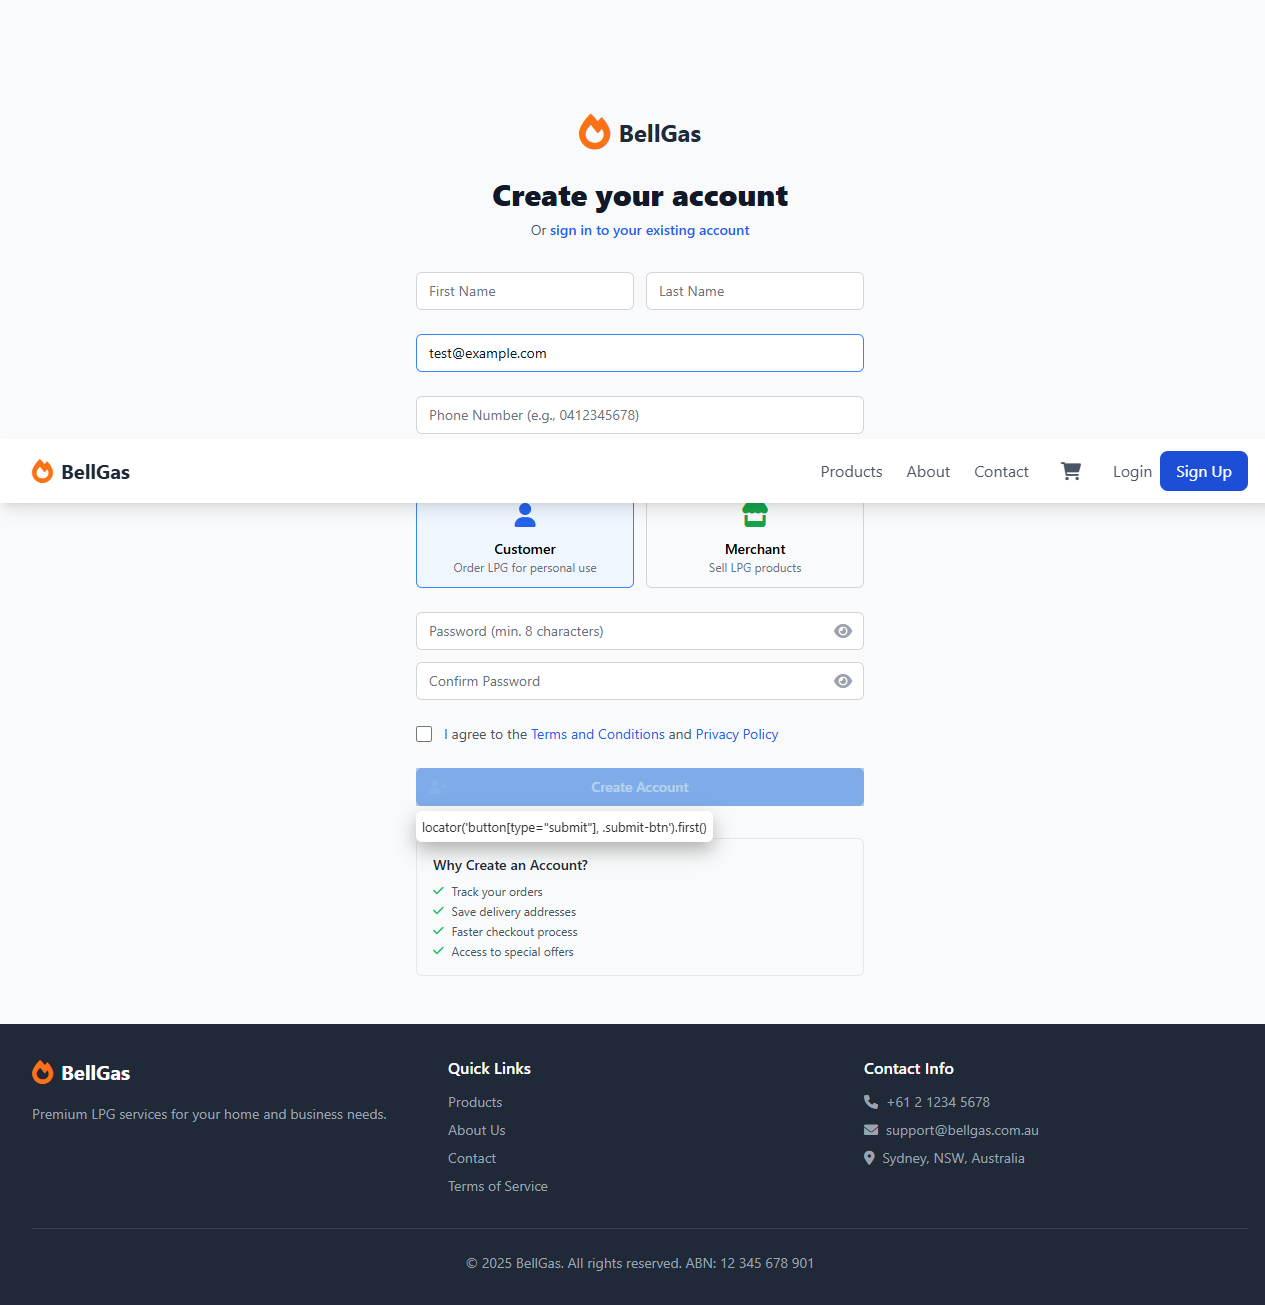 BellGas
Create your account
Or sign in to your existing account
First Name
Last Name
test@example.com
Phone Number (e.g., 0412345678)
BellGas
Products
About
Contact
Login
Sign Up
Customer
Order LPG for personal use
Merchant
Sell LPG products
Password (min. 8 characters)
Confirm Password
I agree to the Terms and Conditions and Privacy Policy
Create Account
locator('button[type="submit"], .submit-btn').first()
Why Create an Account?
Track your orders
Save delivery addresses
Faster checkout process
Access to special offers
BellGas
Premium LPG services for your home and business needs.
Quick Links
Products
About Us
Contact
Terms of Service
Contact Info
+61 2 1234 5678
support@bellgas.com.au
Sydney, NSW, Australia
© 2025 BellGas. All rights reserved. ABN: 12 345 678 901